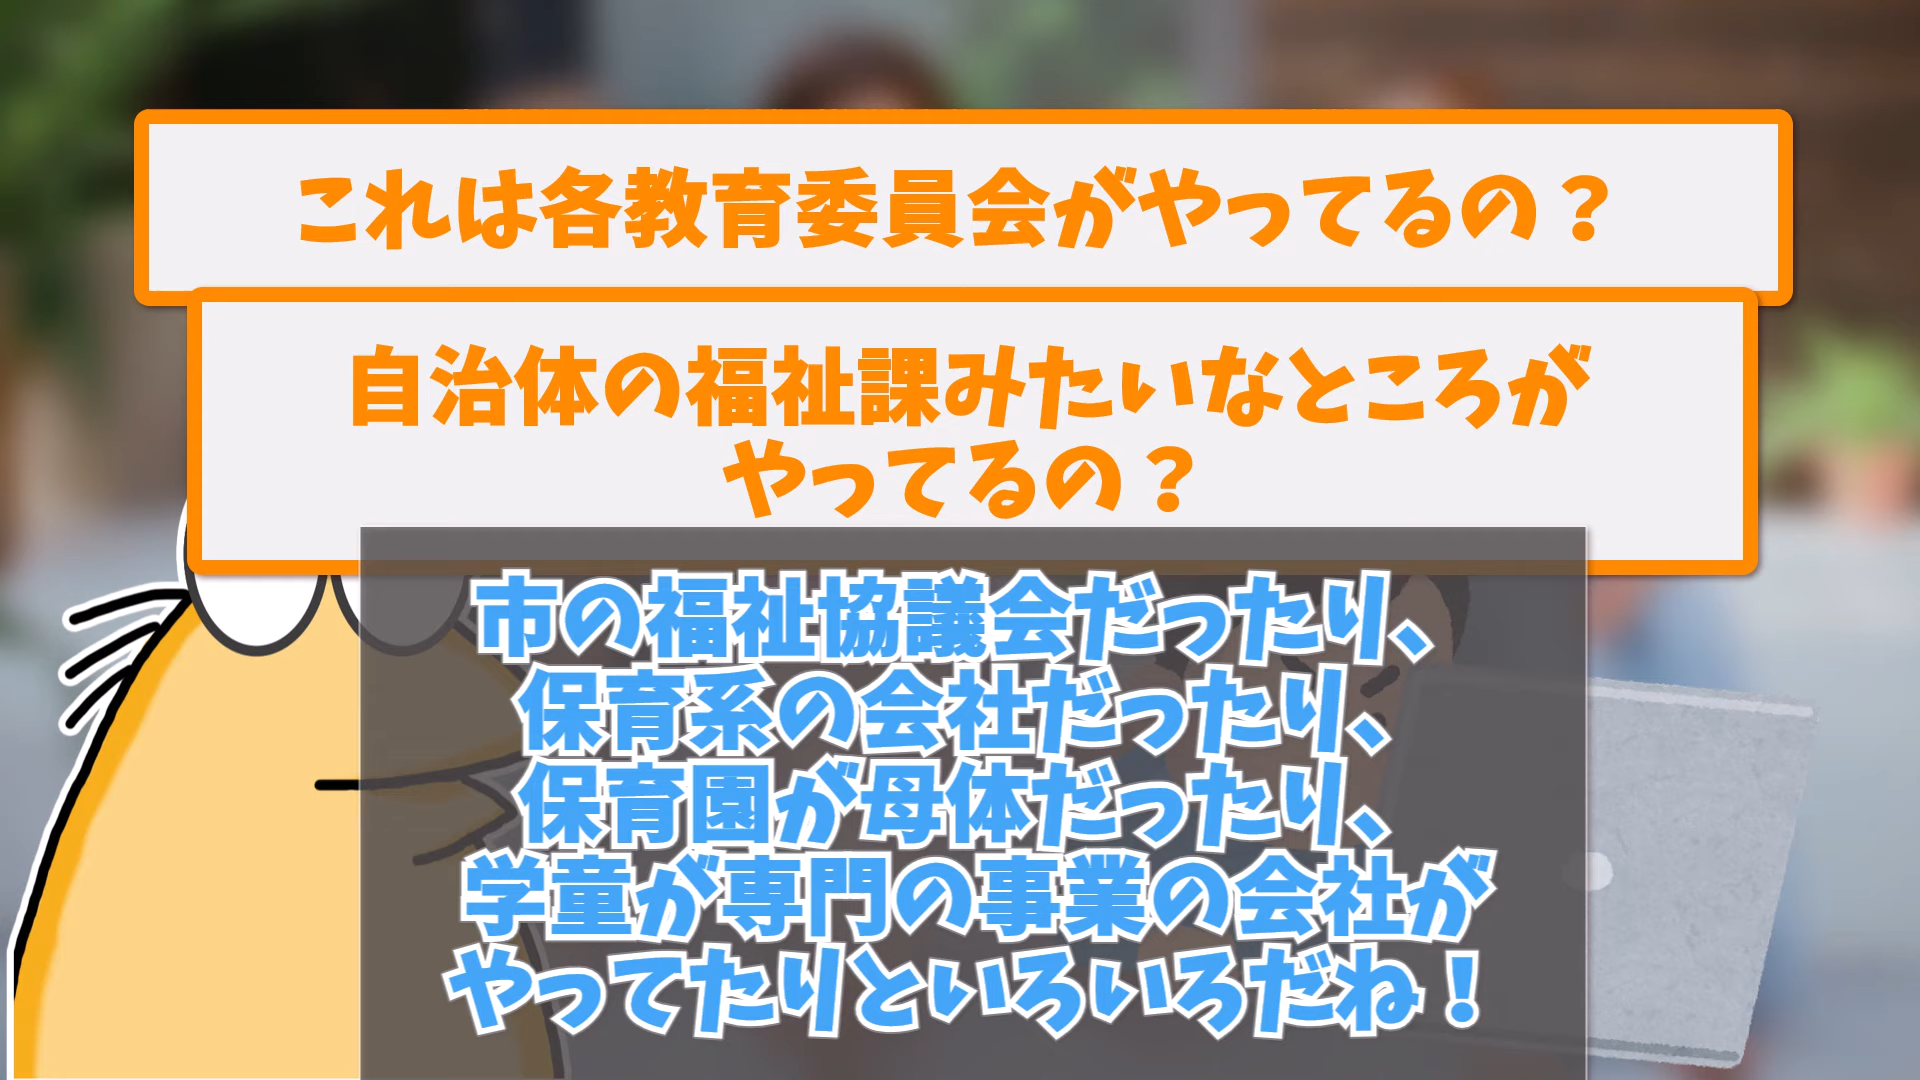 これは各教育委員会がやってるの？
自治体の福祉課みたいなところが
やってるの？
市の福祉協議会だったり、
保育系の会社だったり、
保育園が母体だったり、
学童が専門の事業の会社が
やってたりといろいろだね！